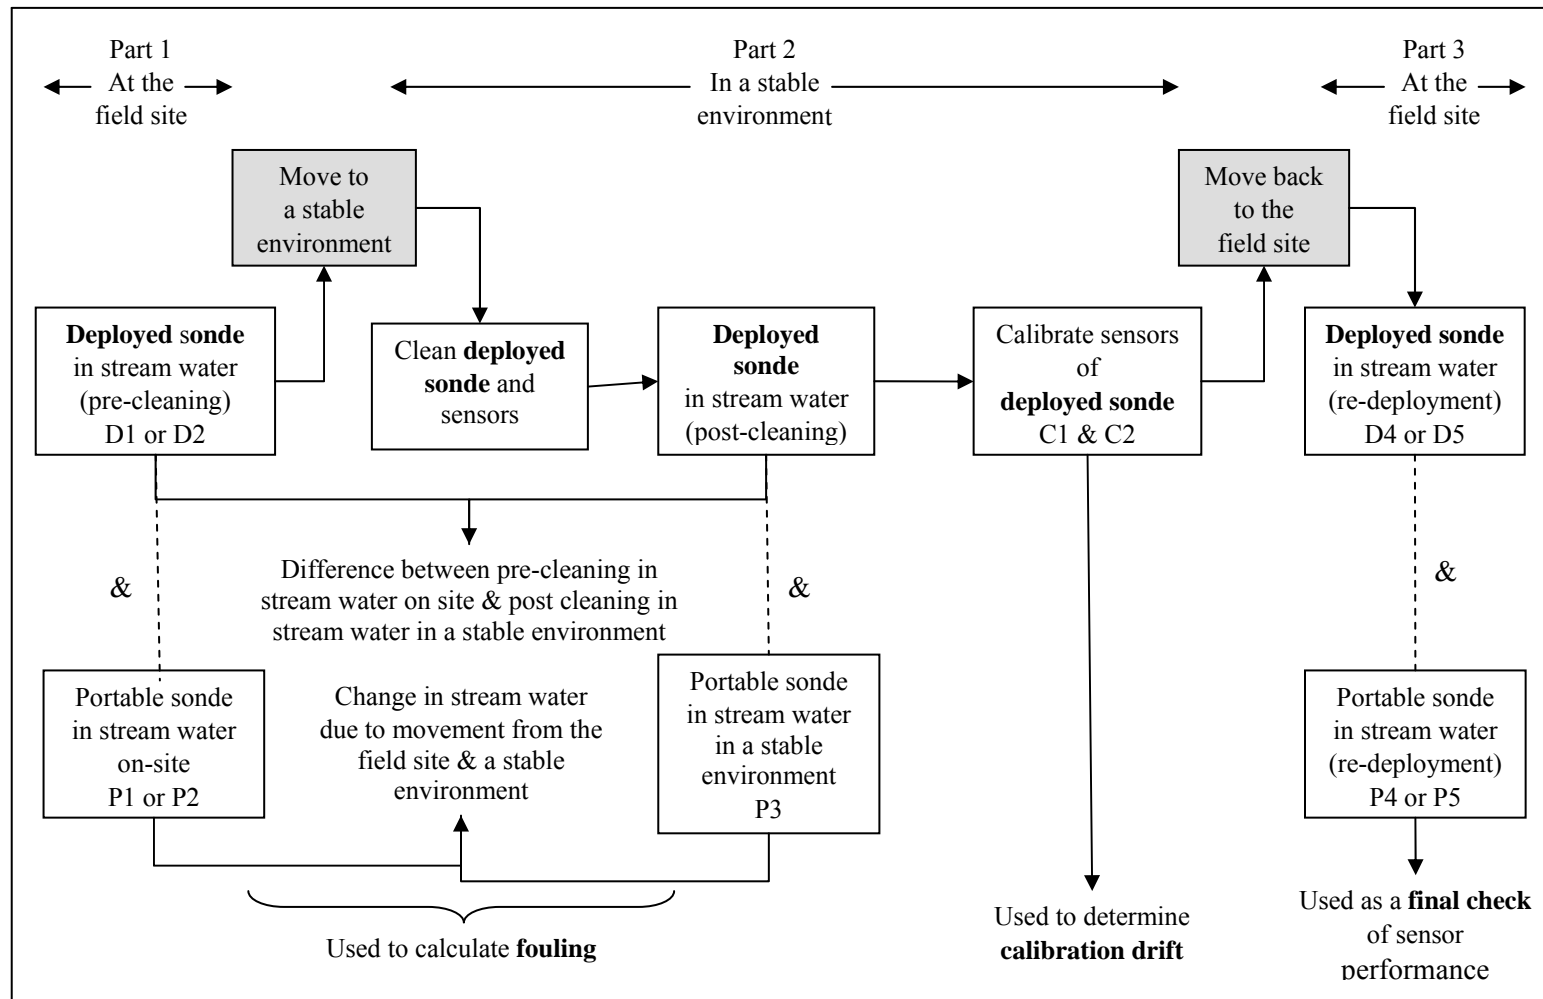 Part 1
At the
field site
Part 2
In a stable
environment
Part 3
At the
field site
Move to
a stable
environment
Move back
to the
field site
Deployed sonde
in stream water
(pre-cleaning)
D1 or D2
Clean deployed
sonde and
sensors
Deployed
sonde
in stream water
(post-cleaning)
Calibrate sensors
of
deployed sonde
C1 & C2
Deployed sonde
in stream water
(re-deployment)
D4 or D5
&
Difference between pre-cleaning in
stream water on site & post cleaning in
stream water in a stable environment
&
&
Portable sonde
in stream water
on-site
P1 or P2
Change in stream water
due to movement from the
field site & a stable
environment
Portable sonde
in stream water
in a stable
environment
P3
Portable sonde
in stream water
(re-deployment)
P4 or P5
Used to calculate fouling
Used to determine
calibration drift
Used as a final check
of sensor
performance